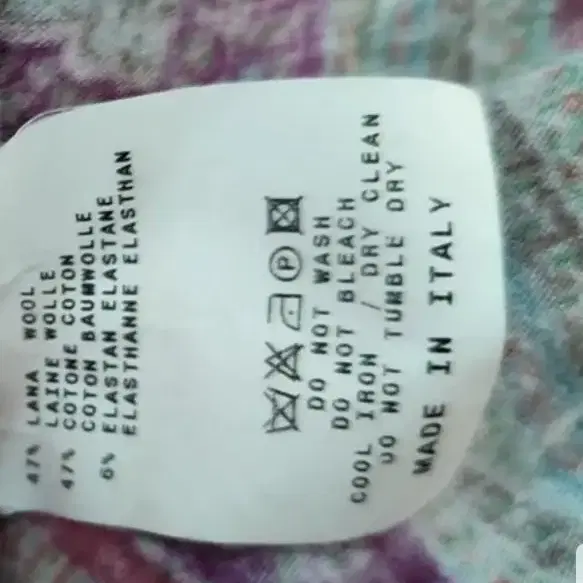 47% LANA WOOL
LAINE WOLLE
47% COTONE COTON
COTON BAUMWOLLE
6% ELASTAN ELASTANE
ELASTHANNE ELASTHAN
P
DO NOT WASH
DO NOT BLEACH
COOL IRON / DRY CLEAN
DO NOT TUMBLE DRY
MADE IN ITALY